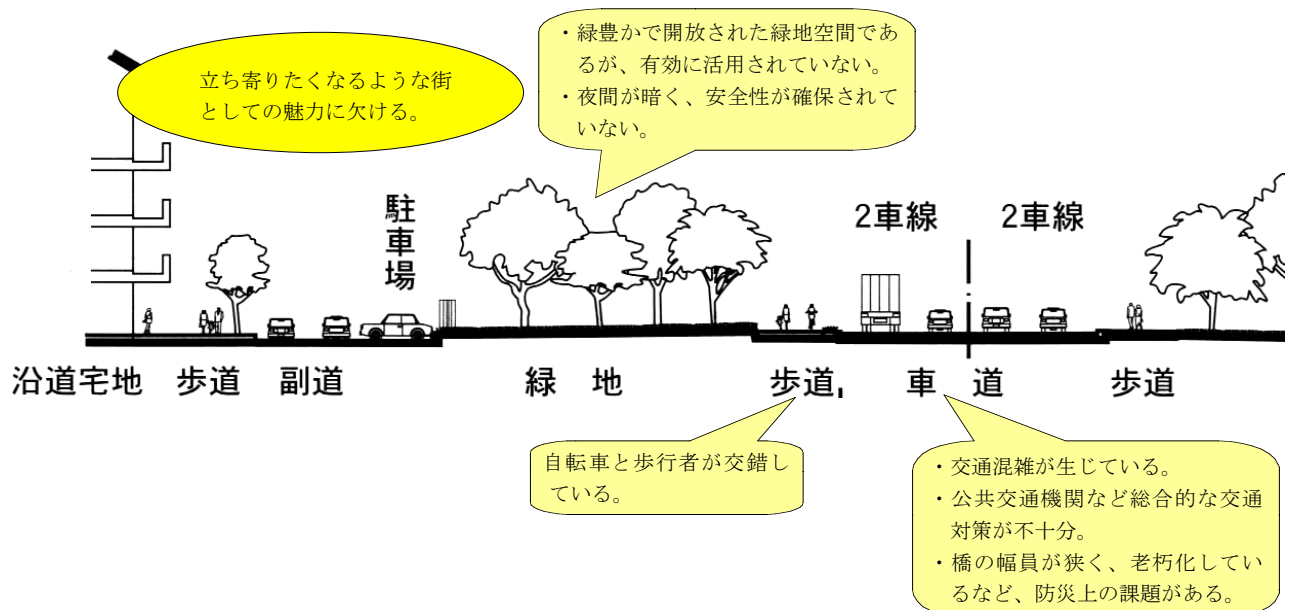 立ち寄りたくなるような街
としての魅力に欠ける。
・緑豊かで開放された緑地空間であ
るが、有効に活用されていない。
・夜間が暗く、安全性が確保されて
いない。
駐車場
2車線
2車線
沿道宅地 歩道 副道 緑地 歩道 車道 歩道
自転車と歩行者が交錯し
ている。
・交通混雑が生じている。
・公共交通機関など総合的な交通
対策が不十分。
・橋の幅員が狭く、老朽化してい
るなど、防災上の課題がある。